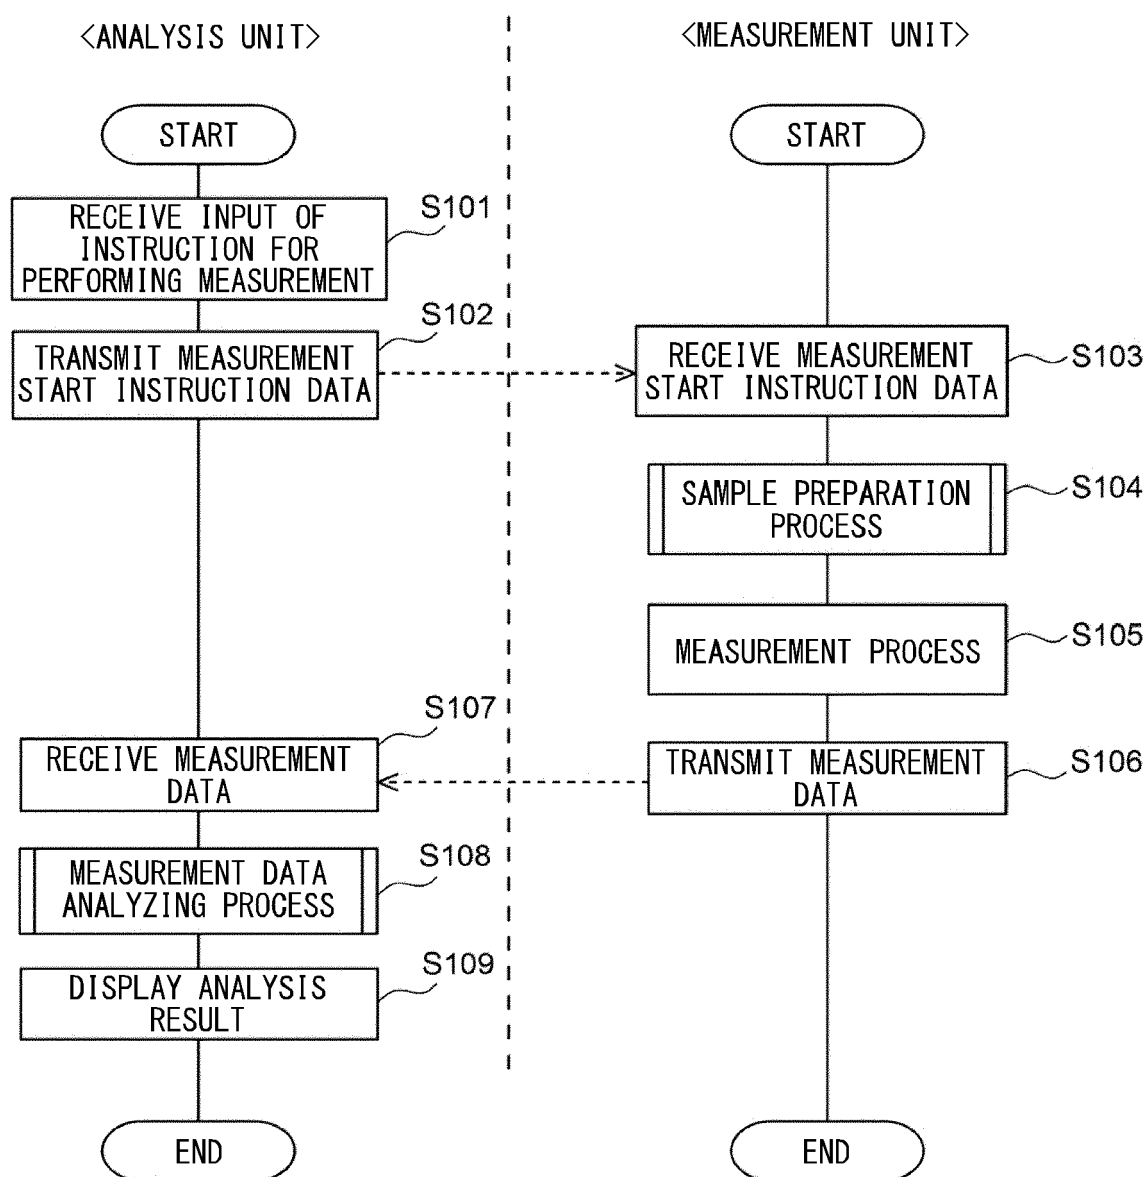 <ANALYSIS UNIT>
<MEASUREMENT UNIT>
START
START
RECEIVE INPUT OF
INSTRUCTION FOR
PERFORMING MEASUREMENT
S101
TRANSMIT MEASUREMENT
START INSTRUCTION DATA
S102
RECEIVE MEASUREMENT
START INSTRUCTION DATA
S103
SAMPLE PREPARATION
PROCESS
S104
MEASUREMENT PROCESS
S105
TRANSMIT MEASUREMENT
DATA
S106
RECEIVE MEASUREMENT
DATA
S107
MEASUREMENT DATA
ANALYZING PROCESS
S108
DISPLAY ANALYSIS
RESULT
S109
END
END